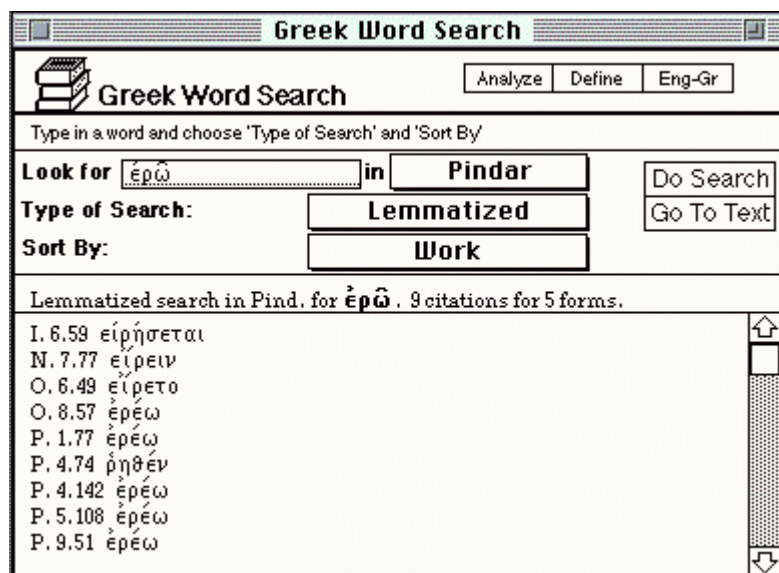 Greek Word Search
Analyze Define Eng-Gr
Greek Word Search
Type in a word and choose 'Type of Search' and 'Sort By'
Look for ἐρῶ in Pindar
Do Search
Type of Search: Lemmatized
Go To Text
Sort By: Work
Lemmatized search in Pind. for ἐρῶ. 9 citations for 5 forms.
I. 6.59 εἰρήσεται
N. 7.77 εἴρειν
O. 6.49 εἴρετο
O. 8.57 ἐρέω
P. 1.77 ἐρέω
P. 4.74 ῥηθέν
P. 4.142 ἐρέω
P. 5.108 ἐρέω
P. 9.51 ἐρέω